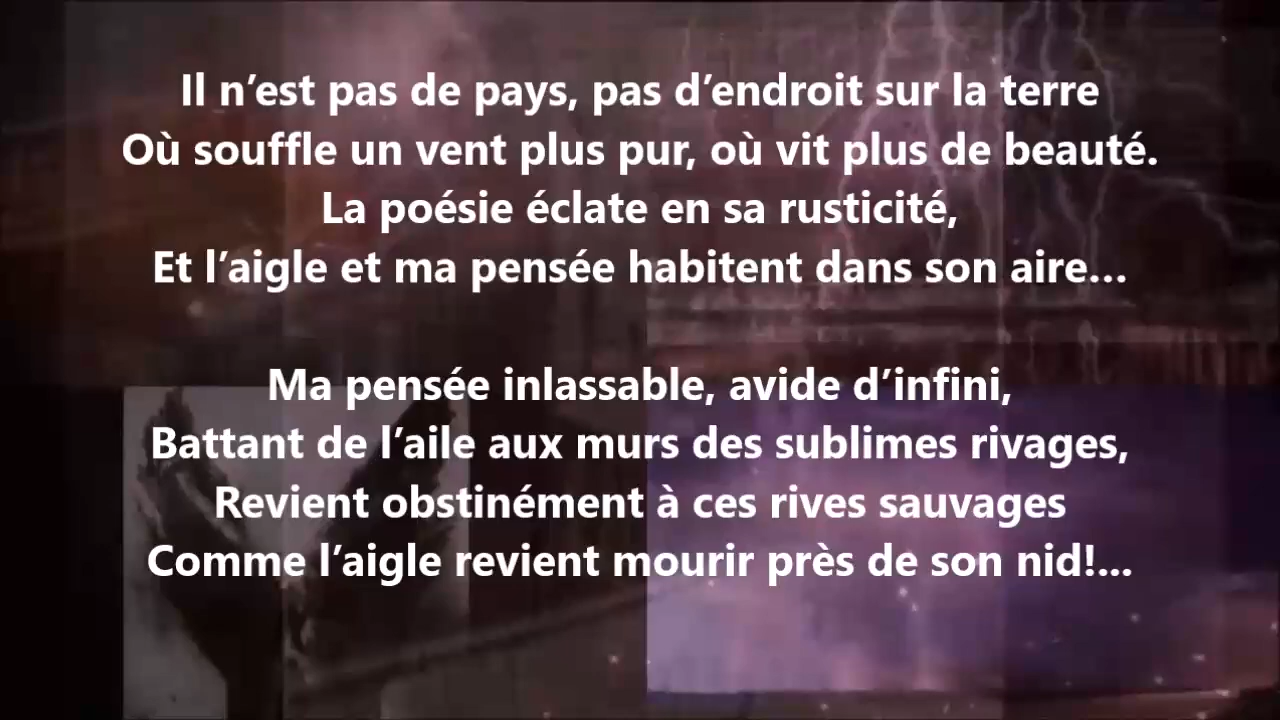 Il n’est pas de pays, pas d’endroit sur la terre
Où souffle un vent plus pur, où vit plus de beauté.
La poésie éclate en sa rusticité,
Et l’aigle et ma pensée habitent dans son aire...
Ma pensée inlassable, avide d’infini,
Battant de l’aile aux murs des sublimes rivages,
Revient obstinément à ces rives sauvages
Comme l’aigle revient mourir près de son nid!...